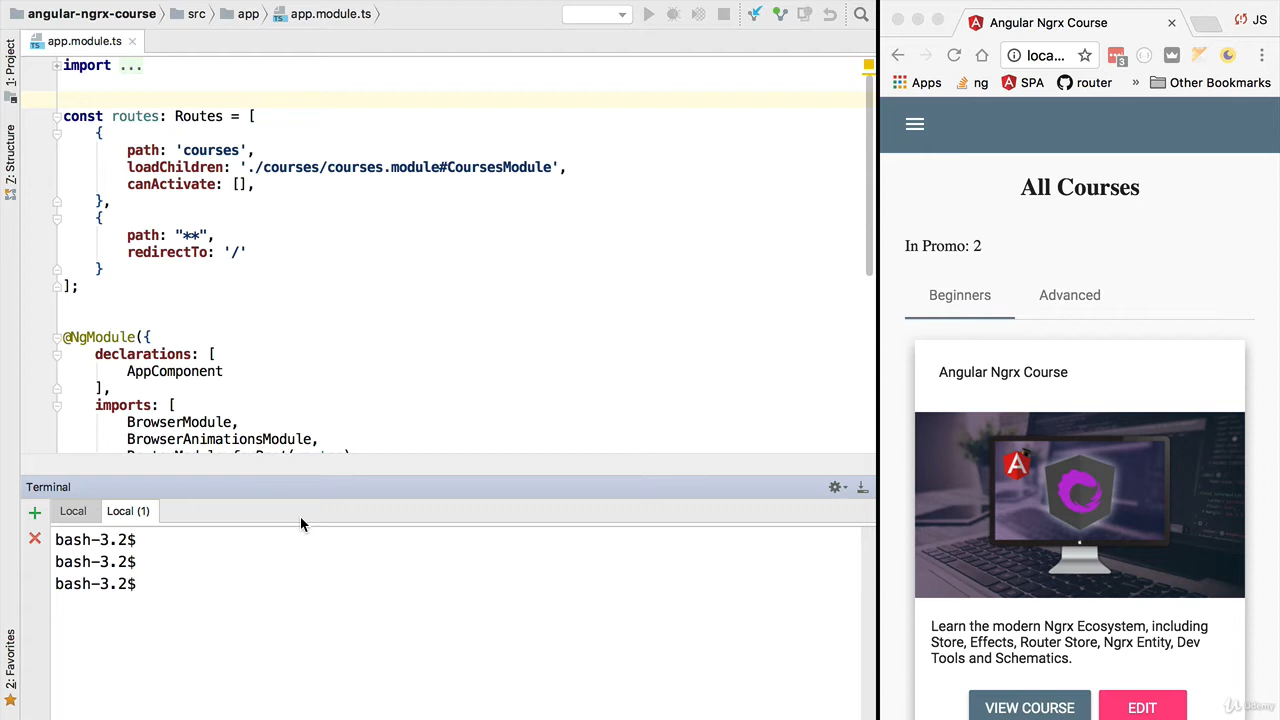 angular-ngrx-course
src
app
app.module.ts
1: Project
Z: Structure
2: Favorites
app.module.ts
import ...
const routes: Routes = [
{
path: 'courses',
loadChildren: './courses/courses.module#CoursesModule',
canActivate: [],
},
{
path: "**",
redirectTo: '/'
}
];
@NgModule({
declarations: [
AppComponent
],
imports: [
BrowserModule,
BrowserAnimationsModule,
Terminal
Local
Local (1)
bash-3.2$
bash-3.2$
bash-3.2$
Angular Ngrx Course
JS
loca...
3
Apps
ng
SPA
router
»
Other Bookmarks
All Courses
In Promo: 2
Beginners
Advanced
Angular Ngrx Course
Learn the modern Ngrx Ecosystem, including
Store, Effects, Router Store, Ngrx Entity, Dev
Tools and Schematics.
VIEW COURSE
EDIT
Udemy